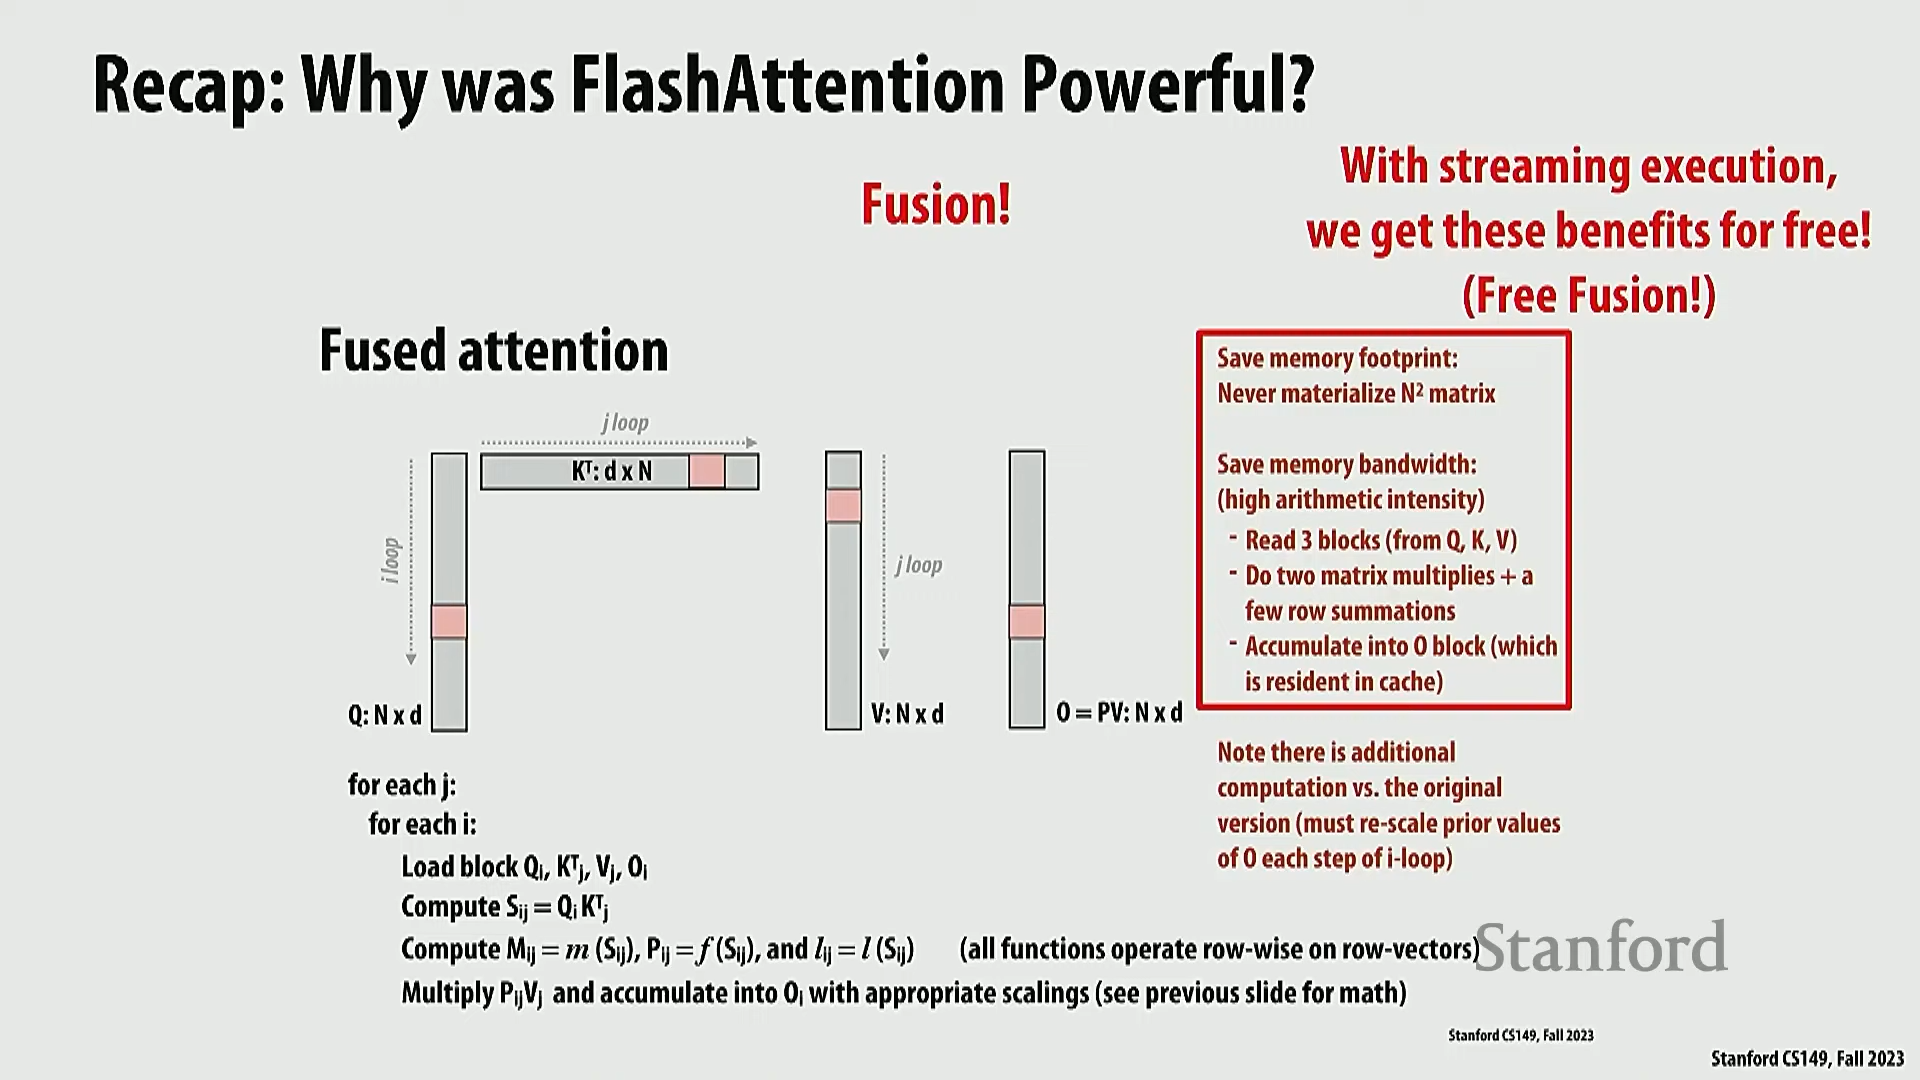 Recap: Why was FlashAttention Powerful?
With streaming execution,
we get these benefits for free!
(Free Fusion!)
Fusion!
Fused attention
j loop
i loop
Kᵀ: d x N
j loop
Q: N x d
V: N x d
O = PV: N x d
Save memory footprint:
Never materialize N² matrix
Save memory bandwidth:
(high arithmetic intensity)
- Read 3 blocks (from Q, K, V)
- Do two matrix multiplies + a
few row summations
- Accumulate into O block (which
is resident in cache)
Note there is additional
computation vs. the original
version (must re-scale prior values
of O each step of i-loop)
for each j:
for each i:
Load block Qᵢ, Kᵀⱼ, Vⱼ, Oᵢ
Compute Sᵢⱼ = Qᵢ Kᵀⱼ
Compute Mᵢⱼ = m (Sᵢⱼ), Pᵢⱼ = f (Sᵢⱼ), and lᵢⱼ = l (Sᵢⱼ) (all functions operate row-wise on row-vectors)
Multiply PᵢⱼVⱼ and accumulate into Oᵢ with appropriate scalings (see previous slide for math)
Stanford
Stanford CS149, Fall 2023
Stanford CS149, Fall 2023